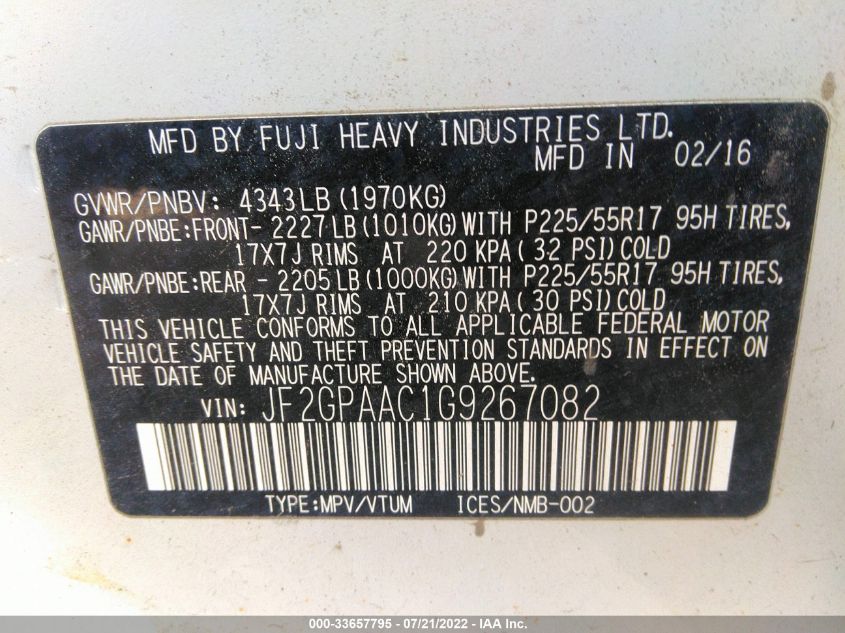 MFD BY FUJI HEAVY INDUSTRIES LTD.
MFD IN 02/16
GVWR/PNBV: 4343LB (1970KG)
GAWR/PNBE:FRONT- 2227LB (1010KG) WITH P225/55R17 95H TIRES,
17X7J RIMS AT 220 KPA ( 32 PSI) COLD
GAWR/PNBE:REAR - 2205LB (1000KG) WITH P225/55R17 95H TIRES,
17X7J RIMS AT 210 KPA ( 30 PSI) COLD
THIS VEHICLE CONFORMS TO ALL APPLICABLE FEDERAL MOTOR
VEHICLE SAFETY AND THEFT PREVENTION STANDARDS IN EFFECT ON
THE DATE OF MANUFACTURE SHOWN ABOVE.
VIN: JF2GPAAC1G9267082
TYPE:MPV/VTUM ICES/NMB-002
000-33657795 - 07/21/2022 - IAA Inc.